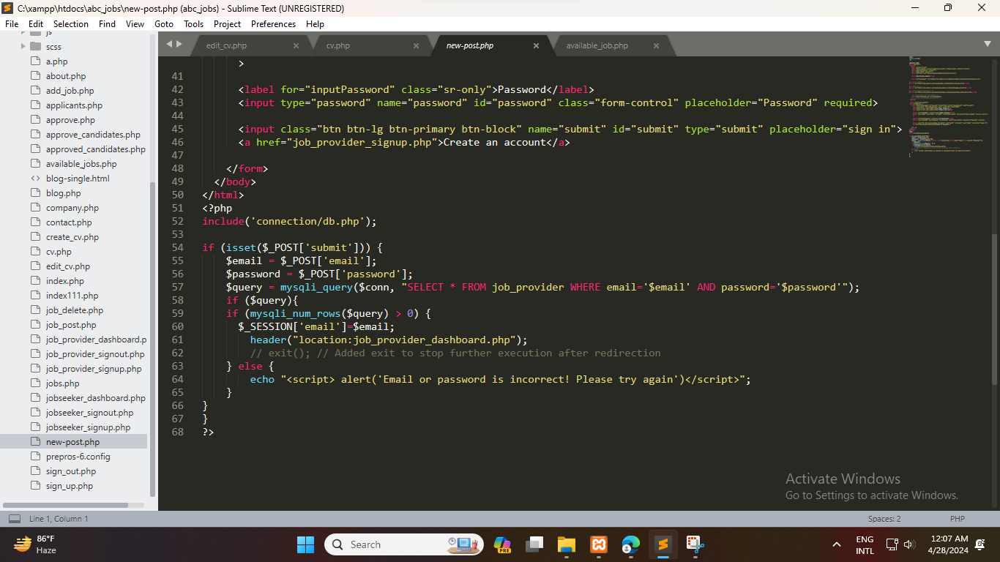 C:\xampp\htdocs\abc_jobs\new-post.php (abc_jobs) - Sublime Text (UNREGISTERED)
File Edit Selection Find View Goto Tools Project Preferences Help
js
scss
a.php
about.php
add_job.php
applicants.php
approve.php
approve_candidates.php
approved_candidates.php
available_jobs.php
<> blog-single.html
blog.php
company.php
contact.php
create_cv.php
cv.php
edit_cv.php
index.php
index111.php
job_delete.php
job_post.php
job_provider_dashboard.p
job_provider_signout.php
job_provider_signup.php
jobs.php
jobseeker_dashboard.php
jobseeker_signout.php
jobseeker_signup.php
new-post.php
prepros-6.config
sign_out.php
sign_up.php
edit_cv.php cv.php new-post.php available_job.php
>
41
42 <label for="inputPassword" class="sr-only">Password</label>
43 <input type="password" name="password" id="password" class="form-control" placeholder="Password" required>
44
45 <input class="btn btn-lg btn-primary btn-block" name="submit" id="submit" type="submit" placeholder="sign in">
46 <a href="job_provider_signup.php">Create an account</a>
47
48 </form>
49 </body>
50 </html>
51 <?php
52 include('connection/db.php');
53
54 if (isset($_POST['submit'])) {
55 $email = $_POST['email'];
56 $password = $_POST['password'];
57 $query = mysqli_query($conn, "SELECT * FROM job_provider WHERE email='$email' AND password='$password'");
58 if ($query){
59 if (mysqli_num_rows($query) > 0) {
60 $_SESSION['email']=$email;
61 header("location:job_provider_dashboard.php");
62 // exit(); // Added exit to stop further execution after redirection
63 } else {
64 echo "<script> alert('Email or password is incorrect! Please try again')</script>";
65 }
66 }
67 }
68 ?>
Activate Windows
Go to Settings to activate Windows.
Line 1, Column 1 Spaces: 2 PHP
86°F
Haze
Search
PRE
ENG
INTL
12:07 AM
4/28/2024